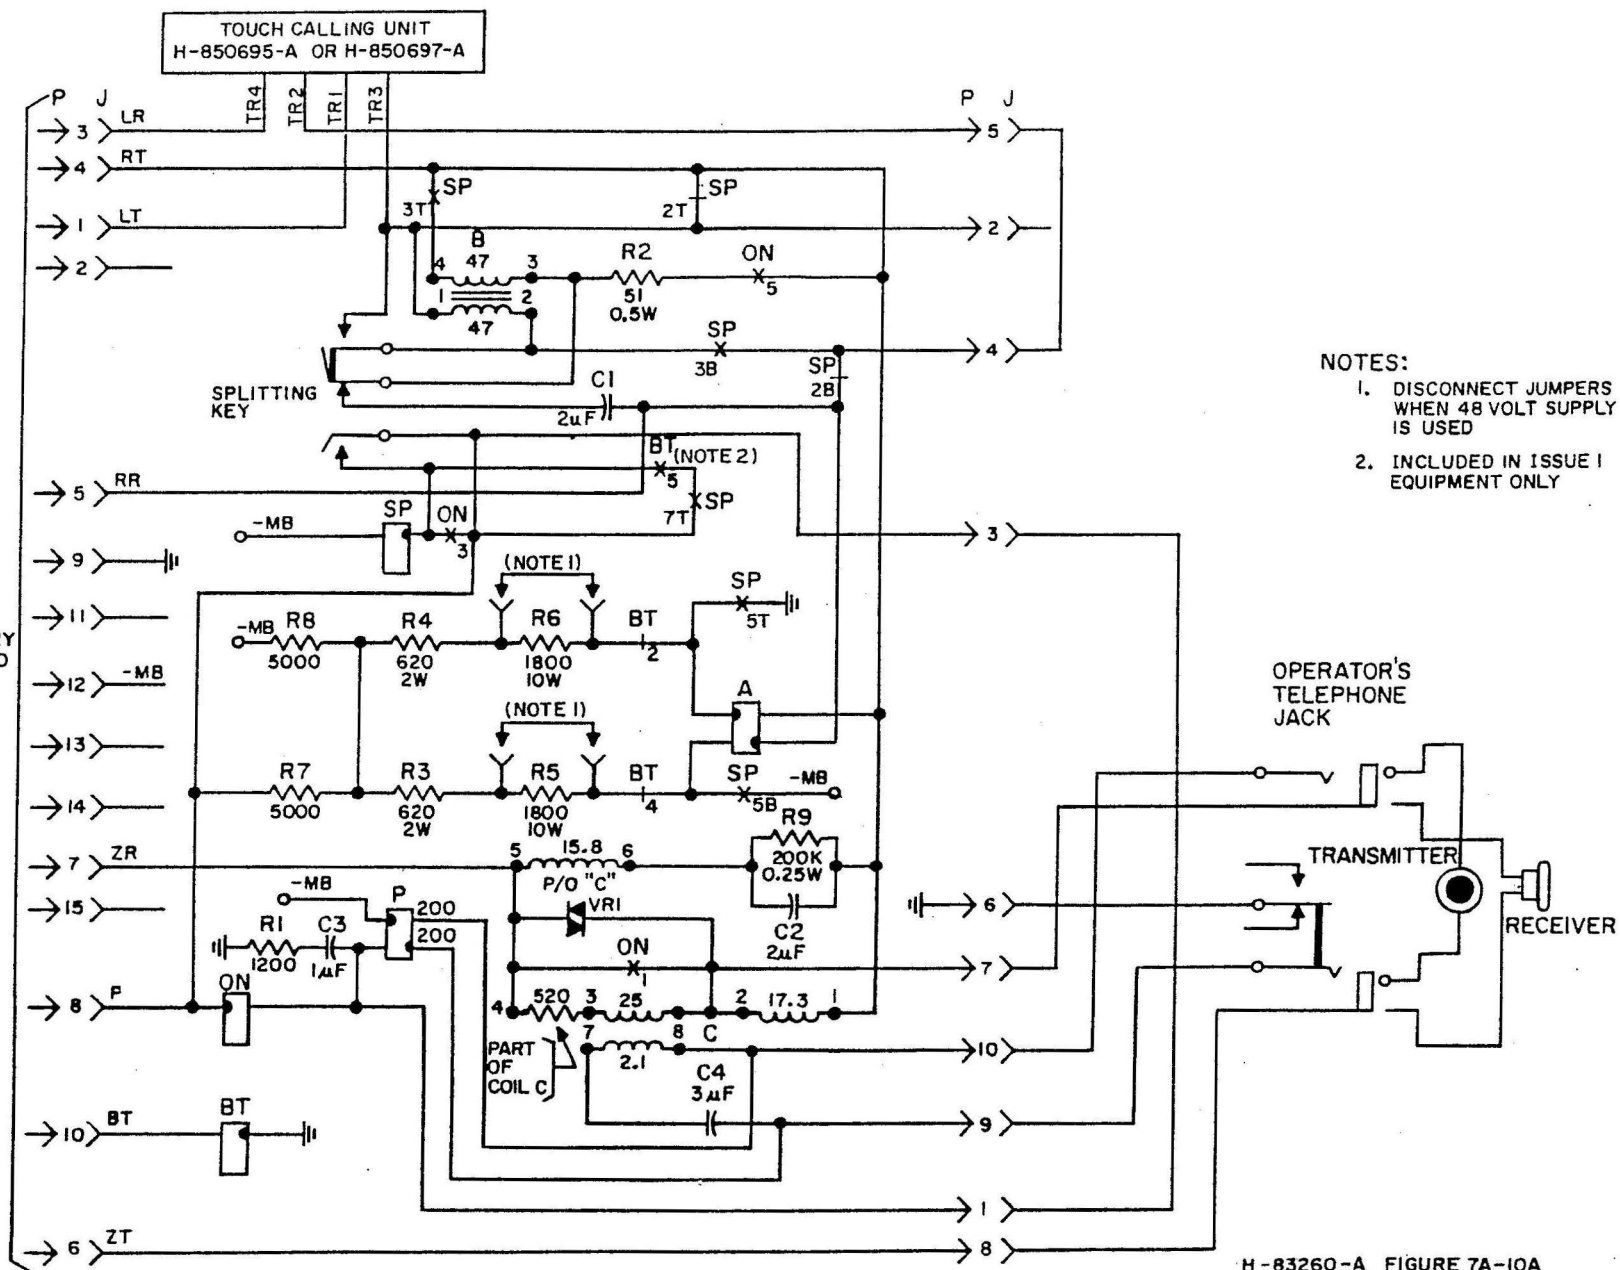 TOUCH CALLING UNIT
H-850695-A OR H-850697-A
TR4
TR2
TR1
TR3
P J
P J
3 LR
5
4 RT
SP
3T
SP
2T
1 LT
2
2
B
4 47 3
1 2
47
R2
51
0.5W
ON
5
SP
3B
4
SP
2B
SPLITTING
KEY
C1
2µF
BT (NOTE 2)
5
SP
7T
5 RR
-MB
SP
ON
3
3
9
(NOTE 1)
SP
5T
11
-MB
R8
5000
R4
620
2W
R6
1800
10W
BT
2
12 -MB
A
(NOTE 1)
13
R7
5000
R3
620
2W
R5
1800
10W
BT
4
SP
5B
-MB
14
R9
200K
0.25W
7 ZR
5 15.8 6
P/O "C"
-MB
15
P
200
200
VR1
C2
2µF
R1
1200
C3
1µF
ON
1
6
7
8 P
ON
4 520 3 25 2 17.3 1
7 8 C
2.1
PART
OF
COIL C
10
C4
3µF
9
10 BT
BT
1
6 ZT
8
NOTES:
1. DISCONNECT JUMPERS
WHEN 48 VOLT SUPPLY
IS USED
2. INCLUDED IN ISSUE 1
EQUIPMENT ONLY
OPERATOR'S
TELEPHONE
JACK
TRANSMITTER
RECEIVER
H-83260-A FIGURE 7A-10A